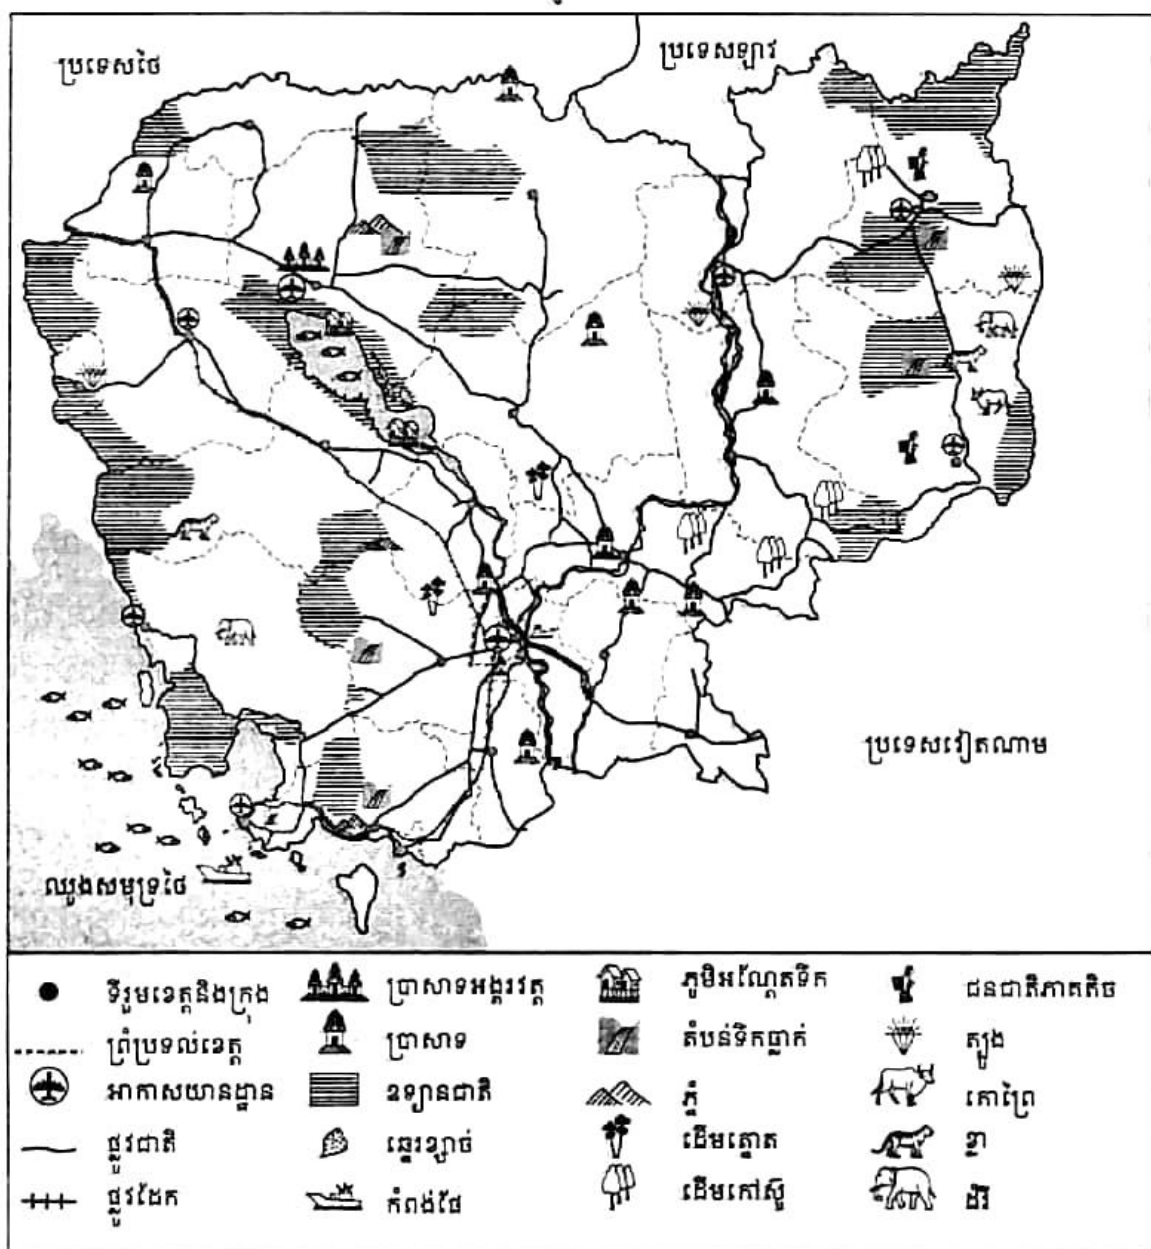 ប្រទេសថៃ
ប្រទេសឡាវ
ប្រទេសវៀតណាម
ឈូងសមុទ្រថៃ
ទីរួមខេត្តនិងក្រុង
ព្រំប្រទល់ខេត្ត
អាកាសយានដ្ឋាន
ផ្លូវជាតិ
ផ្លូវដែក
ប្រាសាទអង្គរវត្ត
ប្រាសាទ
ឧទ្យានជាតិ
ឆ្នេរខ្សាច់
កំពង់ផែ
ភូមិអណ្តែតទឹក
តំបន់ទឹកធ្លាក់
ភ្នំ
ដើមត្នោត
ដើមកៅស៊ូ
ជនជាតិភាគតិច
ត្បូង
គោព្រៃ
ខ្លា
ដំរី